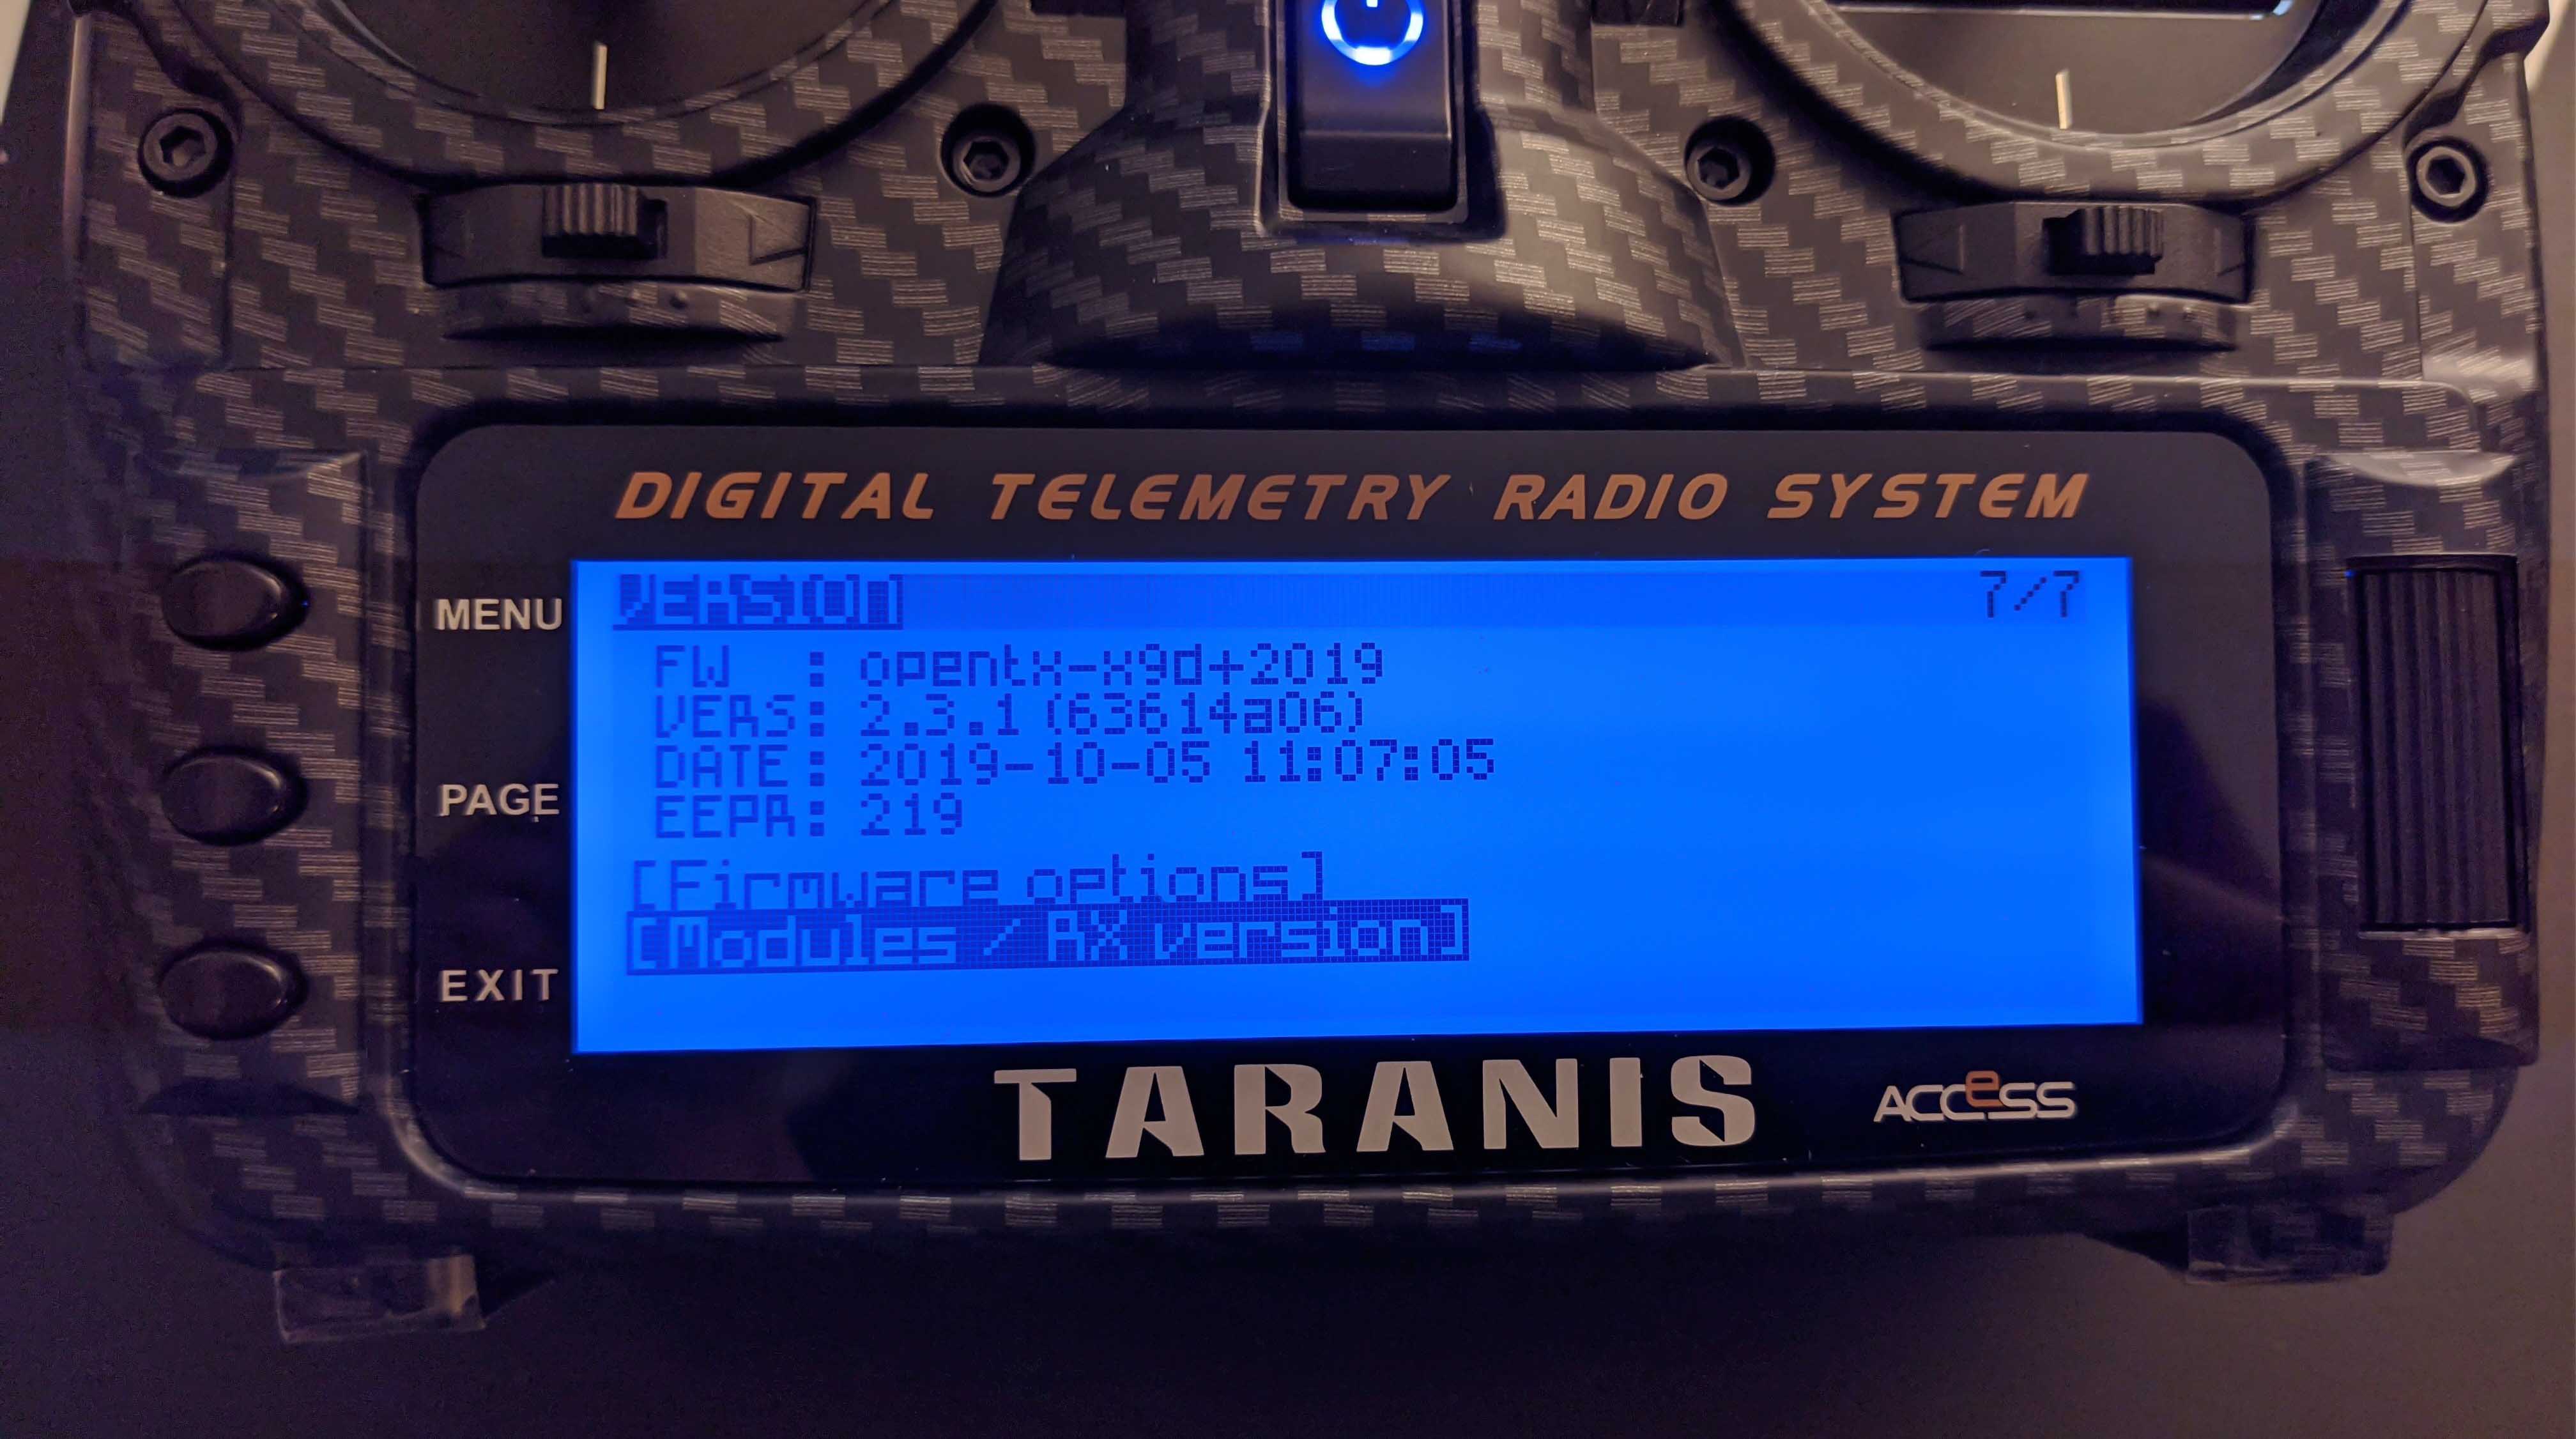 DIGITAL TELEMETRY RADIO SYSTEM
VERSION 7/7
MENU
FW : opentx-x9d+2019
VERS: 2.3.1 (63614a06)
DATE: 2019-10-05 11:07:05
PAGE
EEPR: 219
[Firmware options]
[Modules / RX version]
EXIT
TARANIS
ACCeSS